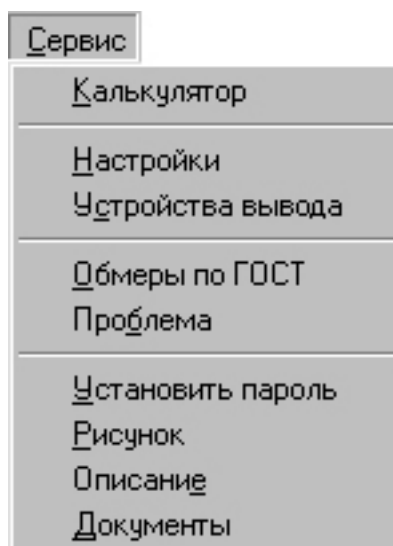 Сервис
Калькулятор
Настройки
Устройства вывода
Обмеры по ГОСТ
Проблема
Установить пароль
Рисунок
Описание
Документы